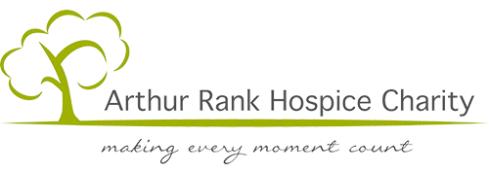 Arthur Rank Hospice Charity
making every moment count